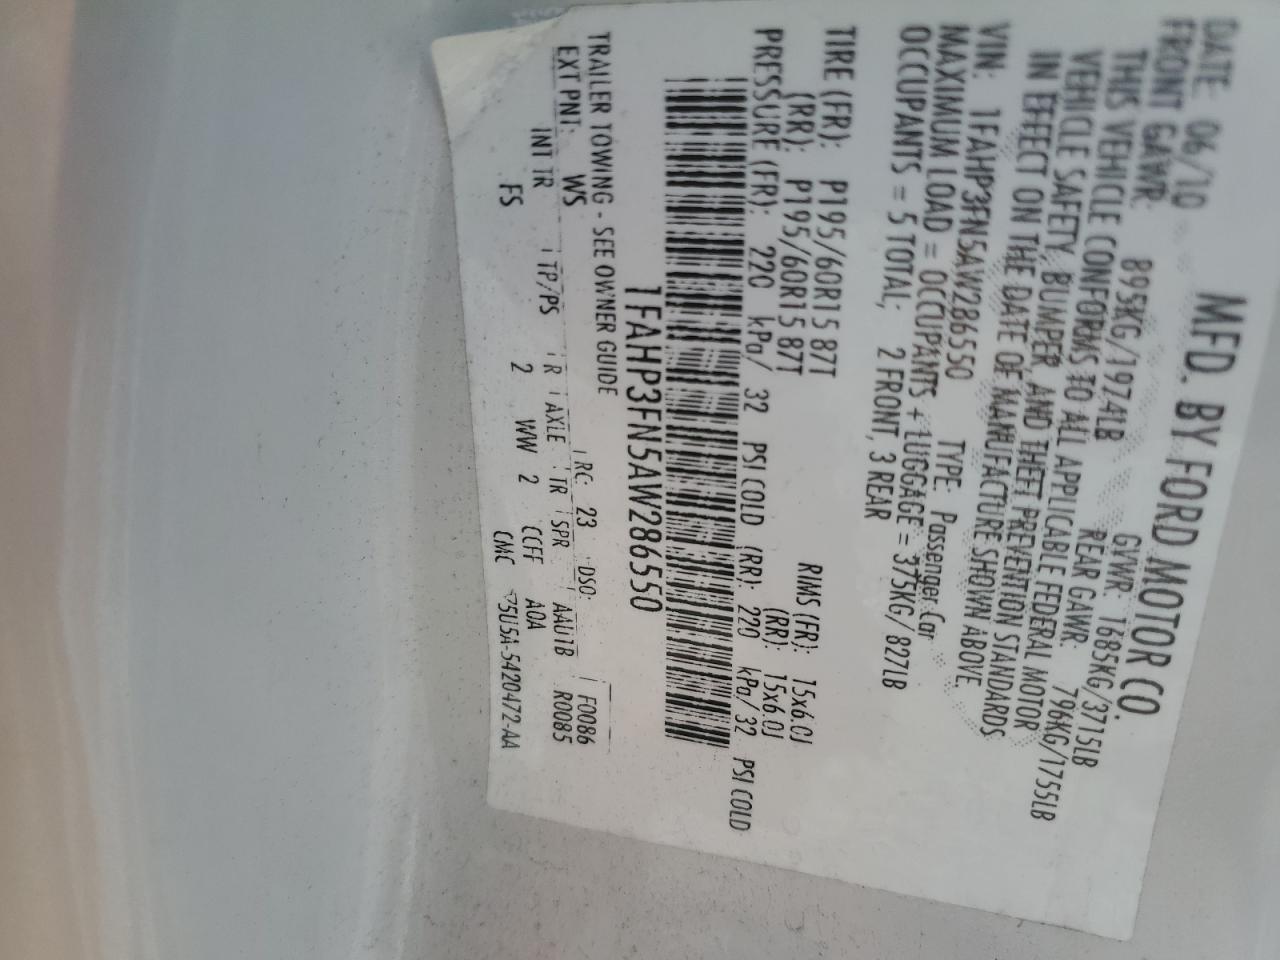 MFD. BY FORD MOTOR CO.
DATE: 06/10 GVWR: 1685KG/3715LB
FRONT GAWR: 895KG/1974LB REAR GAWR: 796KG/1755LB
THIS VEHICLE CONFORMS TO ALL APPLICABLE FEDERAL MOTOR
VEHICLE SAFETY, BUMPER, AND THEFT PREVENTION STANDARDS
IN EFFECT ON THE DATE OF MANUFACTURE SHOWN ABOVE.
VIN: 1FAHP3FN5AW286550 TYPE: Passenger Car
MAXIMUM LOAD = OCCUPANTS + LUGGAGE = 375KG/ 827LB
OCCUPANTS = 5 TOTAL; 2 FRONT, 3 REAR
TIRE (FR): P195/60R15 87T RIMS (FR): 15x6.0J
(RR): P195/60R15 87T (RR): 15x6.0J
PRESSURE (FR): 220 kPa/ 32 PSI COLD (RR): 220 kPa/ 32 PSI COLD
1FAHP3FN5AW286550
TRAILER TOWING - SEE OWNER GUIDE
EXT PNT: WS RC: 23 DSO: F0086
INT TR TP/PS R AXLE TR SPR AAU1B R0085
FS 2 WW 2 CCFF AOA
CMC 75U5A-5420472-AA